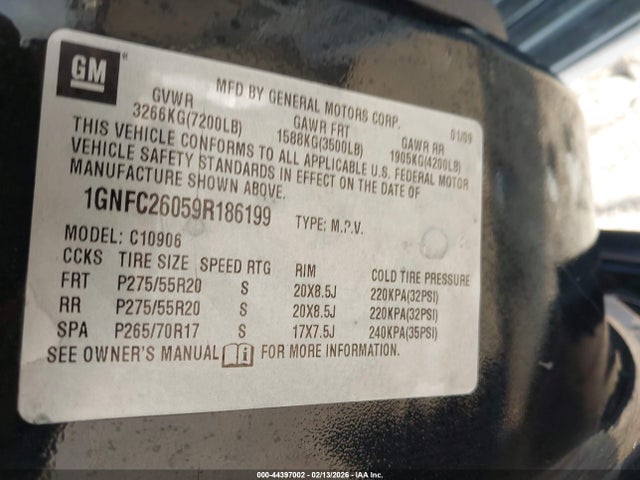 GM
MFD BY GENERAL MOTORS CORP.
01/09
GVWR GAWR FRT GAWR RR
3266KG(7200LB) 1588KG(3500LB) 1905KG(4200LB)
THIS VEHICLE CONFORMS TO ALL APPLICABLE U.S. FEDERAL MOTOR
VEHICLE SAFETY STANDARDS IN EFFECT ON THE DATE OF
MANUFACTURE SHOWN ABOVE.
1GNFC26059R186199 TYPE: M.P.V.
MODEL: C10906
CCKS TIRE SIZE SPEED RTG RIM COLD TIRE PRESSURE
FRT P275/55R20 S 20X8.5J 220KPA(32PSI)
RR P275/55R20 S 20X8.5J 220KPA(32PSI)
SPA P265/70R17 S 17X7.5J 240KPA(35PSI)
SEE OWNER'S MANUAL FOR MORE INFORMATION.
000-44397002 - 02/13/2026 - IAA Inc.